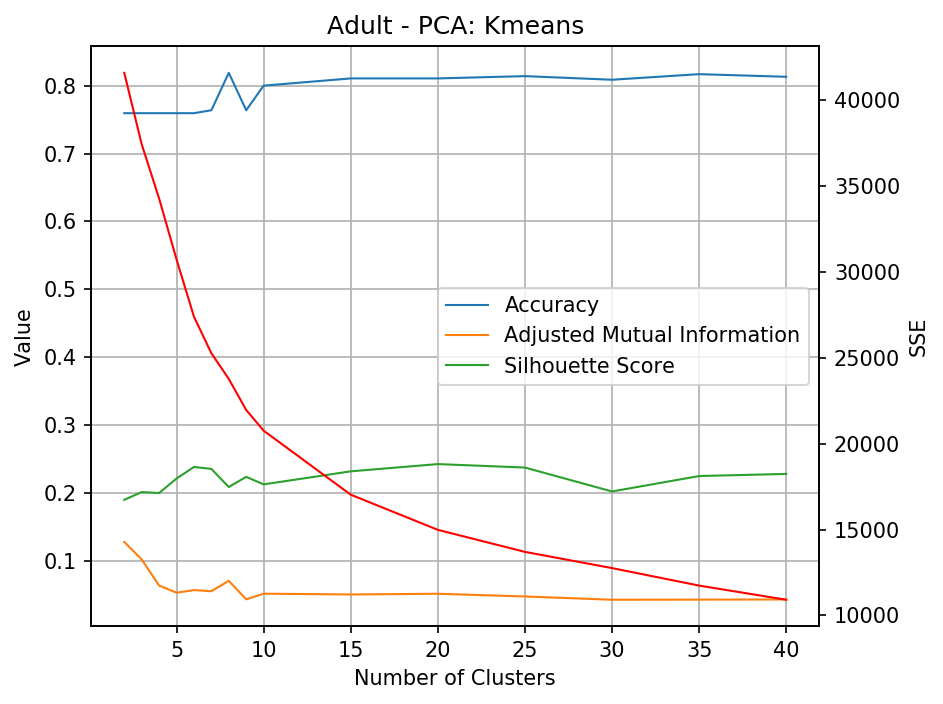 Adult - PCA: Kmeans
0.8
0.7
0.6
0.5
0.4
0.3
0.2
0.1
Value
40000
35000
30000
25000
20000
15000
10000
SSE
Accuracy
Adjusted Mutual Information
Silhouette Score
5 10 15 20 25 30 35 40
Number of Clusters